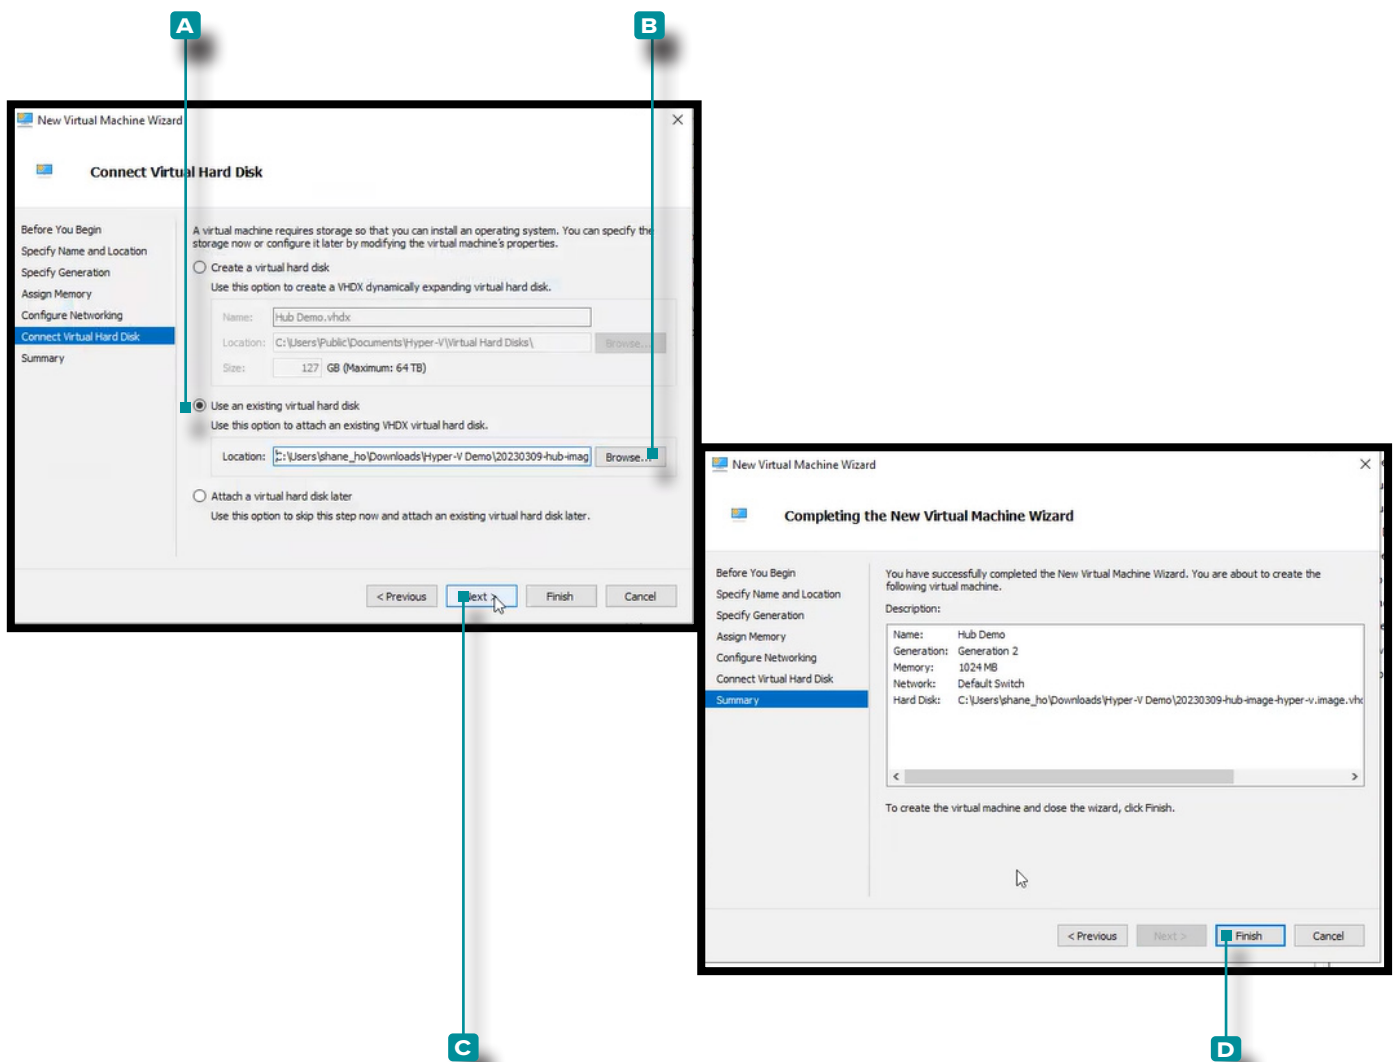 A
B
New Virtual Machine Wizard
Connect Virtual Hard Disk
Before You Begin
Specify Name and Location
Specify Generation
Assign Memory
Configure Networking
Connect Virtual Hard Disk
Summary
A virtual machine requires storage so that you can install an operating system. You can specify the
storage now or configure it later by modifying the virtual machine's properties.
Create a virtual hard disk
Use this option to create a VHDX dynamically expanding virtual hard disk.
Name: Hub Demo.vhdx
Location: C:\Users\Public\Documents\Hyper-V\Virtual Hard Disks\ Browse...
Size: 127 GB (Maximum: 64 TB)
Use an existing virtual hard disk
Use this option to attach an existing VHDX virtual hard disk.
Location: C:\Users\shane_ho\Downloads\Hyper-V Demo\20230309-hub-imag Browse...
Attach a virtual hard disk later
Use this option to skip this step now and attach an existing virtual hard disk later.
< Previous Next > Finish Cancel
New Virtual Machine Wizard
Completing the New Virtual Machine Wizard
Before You Begin
Specify Name and Location
Specify Generation
Assign Memory
Configure Networking
Connect Virtual Hard Disk
Summary
You have successfully completed the New Virtual Machine Wizard. You are about to create the
following virtual machine.
Description:
Name: Hub Demo
Generation: Generation 2
Memory: 1024 MB
Network: Default Switch
Hard Disk: C:\Users\shane_ho\Downloads\Hyper-V Demo\20230309-hub-image-hyper-v.image.vh
To create the virtual machine and close the wizard, click Finish.
< Previous Next > Finish Cancel
C
D